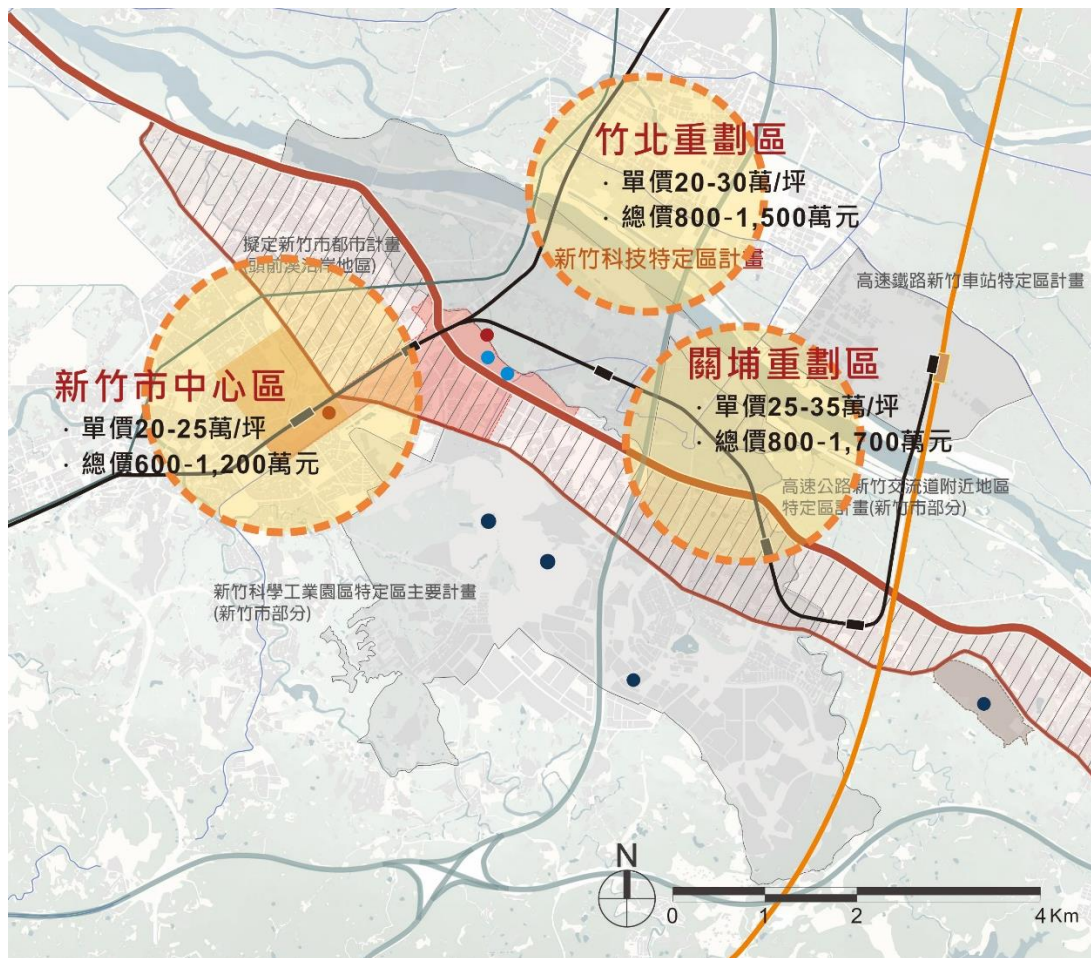 竹北重劃區
· 單價20-30萬/坪
· 總價800-1,500萬元
新竹科技特定區計畫
擬定新竹市都市計畫
(頭前溪沿岸地區)
高速鐵路新竹車站特定區計畫
關埔重劃區
· 單價25-35萬/坪
· 總價800-1,700萬元
新竹市中心區
· 單價20-25萬/坪
· 總價600-1,200萬元
高速公路新竹交流道附近地區
特定區計畫(新竹市部分)
新竹科學工業園區特定區主要計畫
(新竹市部分)
N
0 1 2 4 Km